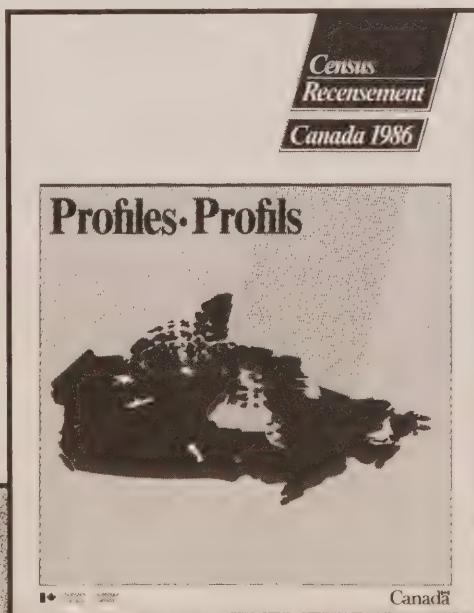 Census
Recensement
Canada 1986
Profiles • Profils
Canada